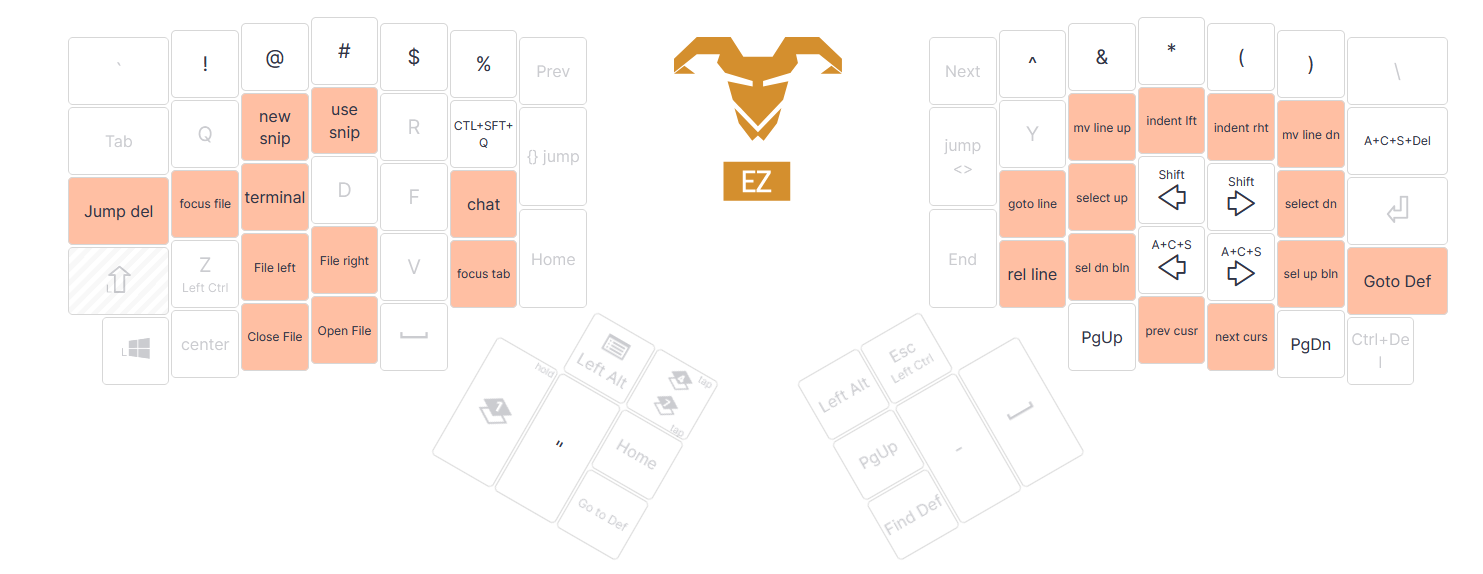 `
!
@
#
$
%
Prev
Next
^
&
*
(
)
\
Tab
Q
new
snip
use
snip
R
CTL+SFT+
Q
{} jump
jump
<>
Y
mv line up
indent lft
indent rht
mv line dn
A+C+S+Del
Jump del
focus file
terminal
D
F
chat
goto line
select up
Shift
Shift
select dn
L
Z
Left Ctrl
File left
File right
V
focus tab
Home
End
rel line
sel dn bln
A+C+S
A+C+S
sel up bln
Goto Def
L
center
Close File
Open File
PgUp
prev cusr
next curs
PgDn
Ctrl+De
l
EZ
hold
Left Alt
tap
tap
"
Home
Go to Def
Left Alt
Esc
Left Ctrl
PgUp
-
Find Def